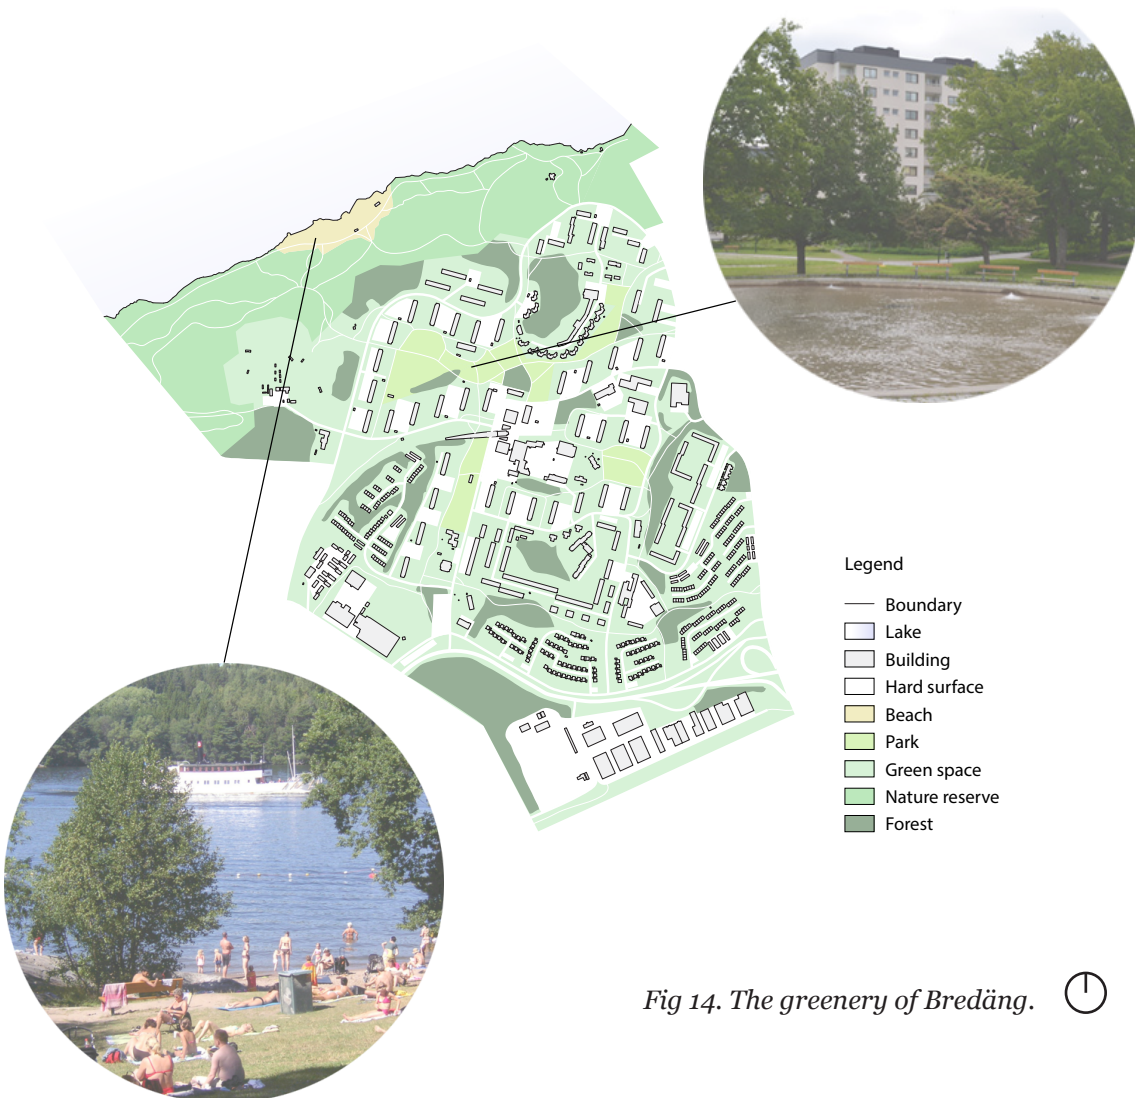 Legend
Boundary
Lake
Building
Hard surface
Beach
Park
Green space
Nature reserve
Forest
Fig 14. The greenery of Bredäng.